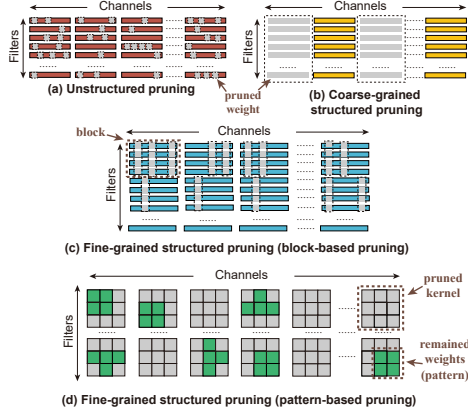 Channels
Channels
Filters
(a) Unstructured pruning
pruned
weight
(b) Coarse-grained
structured pruning
block
Channels
Filters
(c) Fine-grained structured pruning (block-based pruning)
Channels
Filters
pruned
kernel
remained
weights
(pattern)
(d) Fine-grained structured pruning (pattern-based pruning)